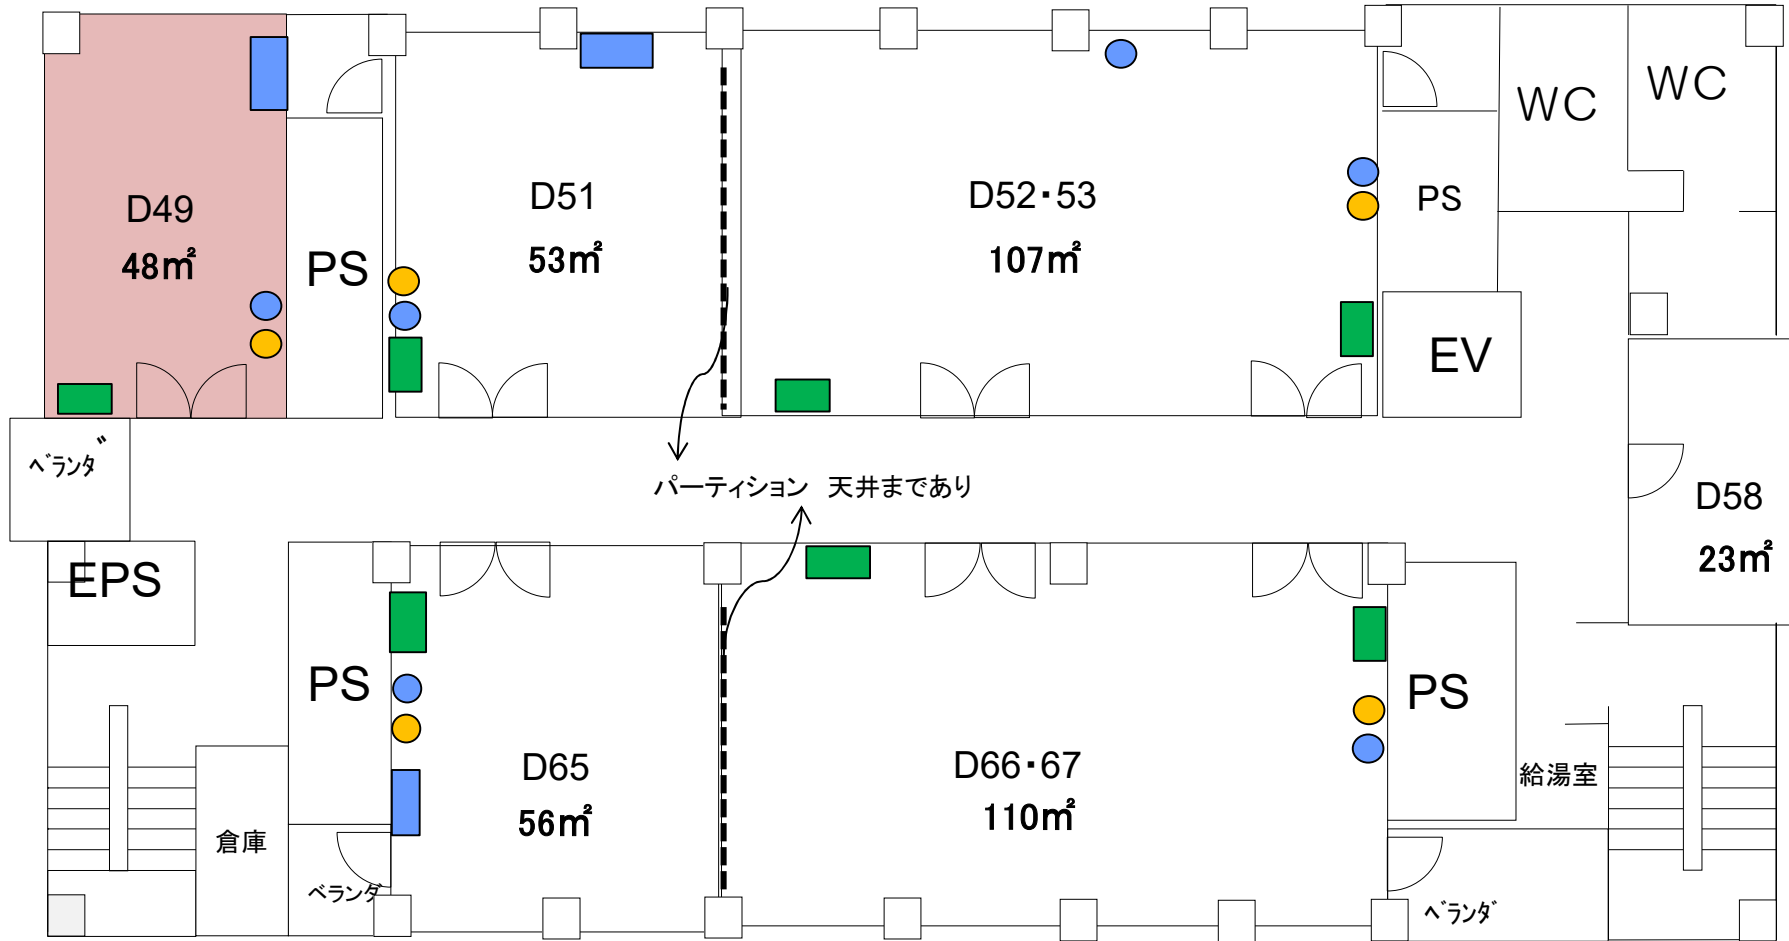 WC
WC
D49
48㎡
D51
53㎡
D52・53
107㎡
PS
PS
EV
ベランダ
パーティション 天井まであり
D58
23㎡
EPS
PS
PS
D65
56㎡
D66・67
110㎡
給湯室
倉庫
ベランダ
ベランダ